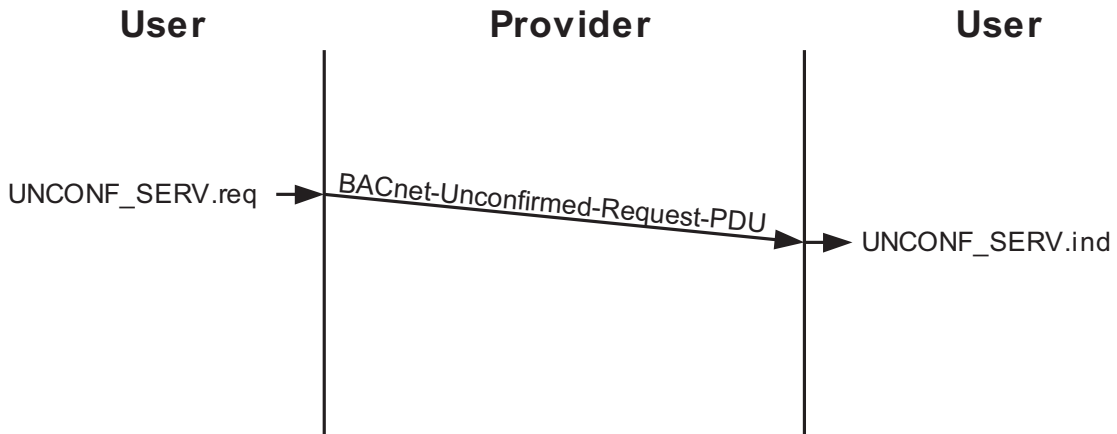 User
Provider
User
UNCONF_SERV.req
BACnet-Unconfirmed-Request-PDU
UNCONF_SERV.ind